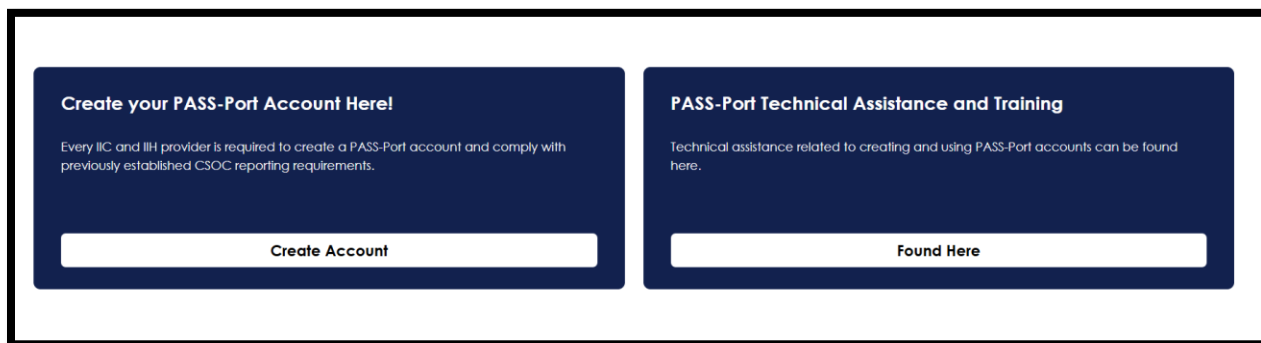 Create your PASS-Port Account Here!
Every IIC and IIH provider is required to create a PASS-Port account and comply with
previously established CSOC reporting requirements.
Create Account
PASS-Port Technical Assistance and Training
Technical assistance related to creating and using PASS-Port accounts can be found
here.
Found Here